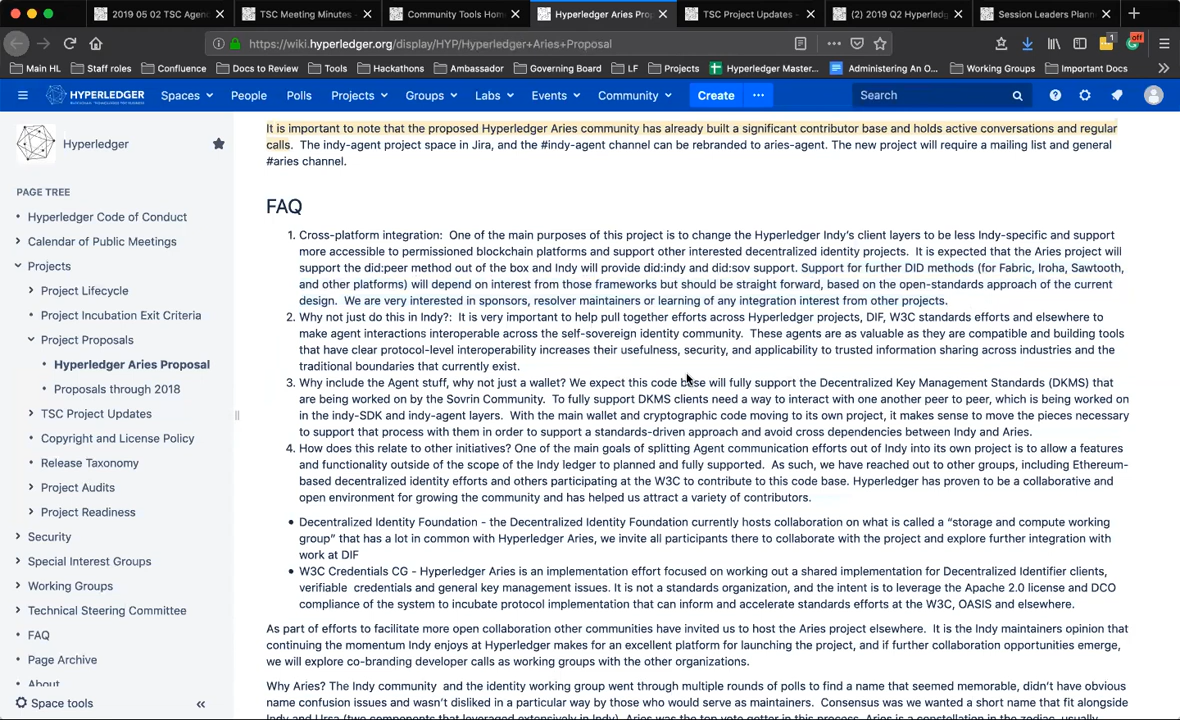 2019 05 02 TSC Agend
TSC Meeting Minutes -
Community Tools Hom
Hyperledger Aries Prop
TSC Project Updates -
(2) 2019 Q2 Hyperledg
Session Leaders Plann
https://wiki.hyperledger.org/display/HYP/Hyperledger+Aries+Proposal
1
off
Main HL
Staff roles
Confluence
Docs to Review
Tools
Hackathons
Ambassador
Governing Board
LF
Projects
Hyperledger Master...
Administering An O...
Working Groups
Important Docs
HYPERLEDGER
Spaces
People
Polls
Projects
Groups
Labs
Events
Community
Create
Search
Hyperledger
PAGE TREE
Hyperledger Code of Conduct
Calendar of Public Meetings
Projects
Project Lifecycle
Project Incubation Exit Criteria
Project Proposals
Hyperledger Aries Proposal
Proposals through 2018
TSC Project Updates
Copyright and License Policy
Release Taxonomy
Project Audits
Project Readiness
Security
Special Interest Groups
Working Groups
Technical Steering Committee
FAQ
Page Archive
About
Space tools
It is important to note that the proposed Hyperledger Aries community has already built a significant contributor base and holds active conversations and regular
calls. The indy-agent project space in Jira, and the #indy-agent channel can be rebranded to aries-agent. The new project will require a mailing list and general
#aries channel.
FAQ
1. Cross-platform integration: One of the main purposes of this project is to change the Hyperledger Indy's client layers to be less Indy-specific and support
more accessible to permissioned blockchain platforms and support other interested decentralized identity projects. It is expected that the Aries project will
support the did:peer method out of the box and Indy will provide did:indy and did:sov support. Support for further DID methods (for Fabric, Iroha, Sawtooth,
and other platforms) will depend on interest from those frameworks but should be straight forward, based on the open-standards approach of the current
design. We are very interested in sponsors, resolver maintainers or learning of any integration interest from other projects.
2. Why not just do this in Indy?: It is very important to help pull together efforts across Hyperledger projects, DIF, W3C standards efforts and elsewhere to
make agent interactions interoperable across the self-sovereign identity community. These agents are as valuable as they are compatible and building tools
that have clear protocol-level interoperability increases their usefulness, security, and applicability to trusted information sharing across industries and the
traditional boundaries that currently exist.
3. Why include the Agent stuff, why not just a wallet? We expect this code base will fully support the Decentralized Key Management Standards (DKMS) that
are being worked on by the Sovrin Community. To fully support DKMS clients need a way to interact with one another peer to peer, which is being worked on
in the indy-SDK and indy-agent layers. With the main wallet and cryptographic code moving to its own project, it makes sense to move the pieces necessary
to support that process with them in order to support a standards-driven approach and avoid cross dependencies between Indy and Aries.
4. How does this relate to other initiatives? One of the main goals of splitting Agent communication efforts out of Indy into its own project is to allow a features
and functionality outside of the scope of the Indy ledger to planned and fully supported. As such, we have reached out to other groups, including Ethereum-
based decentralized identity efforts and others participating at the W3C to contribute to this code base. Hyperledger has proven to be a collaborative and
open environment for growing the community and has helped us attract a variety of contributors.
• Decentralized Identity Foundation - the Decentralized Identity Foundation currently hosts collaboration on what is called a “storage and compute working
group” that has a lot in common with Hyperledger Aries, we invite all participants there to collaborate with the project and explore further integration with
work at DIF
• W3C Credentials CG - Hyperledger Aries is an implementation effort focused on working out a shared implementation for Decentralized Identifier clients,
verifiable credentials and general key management issues. It is not a standards organization, and the intent is to leverage the Apache 2.0 license and DCO
compliance of the system to incubate protocol implementation that can inform and accelerate standards efforts at the W3C, OASIS and elsewhere.
As part of efforts to facilitate more open collaboration other communities have invited us to host the Aries project elsewhere. It is the Indy maintainers opinion that
continuing the momentum Indy enjoys at Hyperledger makes for an excellent platform for launching the project, and if further collaboration opportunities emerge,
we will explore co-branding developer calls as working groups with the other organizations.
Why Aries? The Indy community and the identity working group went through multiple rounds of polls to find a name that seemed memorable, didn't have obvious
name confusion issues and wasn't disliked in a particular way by those who would serve as maintainers. Consensus was we wanted a short name that fit alongside
Indy and Ursa (two components that leveraged extensively in Indy). Aries was the top vote getter in this process. Aries is a constellation in the zodiac, usually